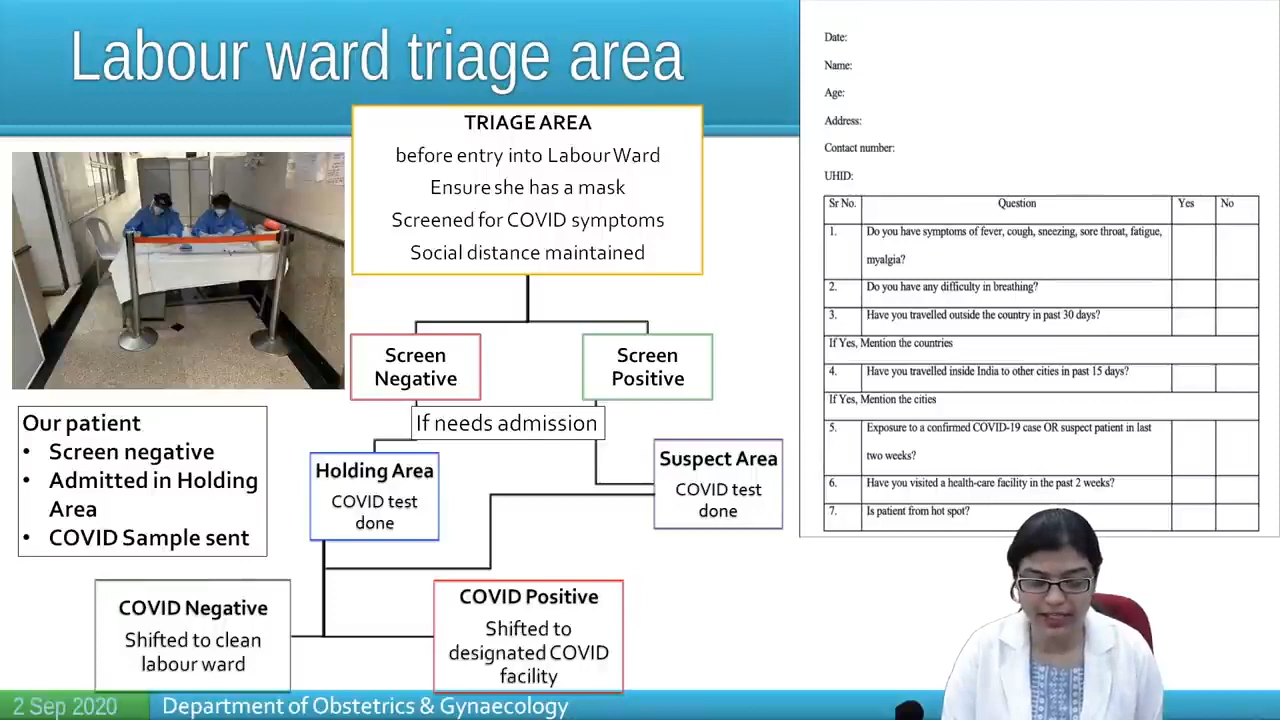 Labour ward triage area
TRIAGE AREA
before entry into Labour Ward
Ensure she has a mask
Screened for COVID symptoms
Social distance maintained
Screen
Negative
Screen
Positive
If needs admission
Holding Area
COVID test
done
Suspect Area
COVID test
done
COVID Negative
Shifted to clean
labour ward
COVID Positive
Shifted to
designated COVID
facility
Our patient
• Screen negative
• Admitted in Holding
Area
• COVID Sample sent
Date:
Name:
Age:
Address:
Contact number:
UHID:
Sr No. Question Yes No
1. Do you have symptoms of fever, cough, sneezing, sore throat, fatigue,
myalgia?
2. Do you have any difficulty in breathing?
3. Have you travelled outside the country in past 30 days?
If Yes, Mention the countries
4. Have you travelled inside India to other cities in past 15 days?
If Yes, Mention the cities
5. Exposure to a confirmed COVID-19 case OR suspect patient in last
two weeks?
6. Have you visited a health-care facility in the past 2 weeks?
7. Is patient from hot spot?
2 Sep 2020
Department of Obstetrics & Gynaecology